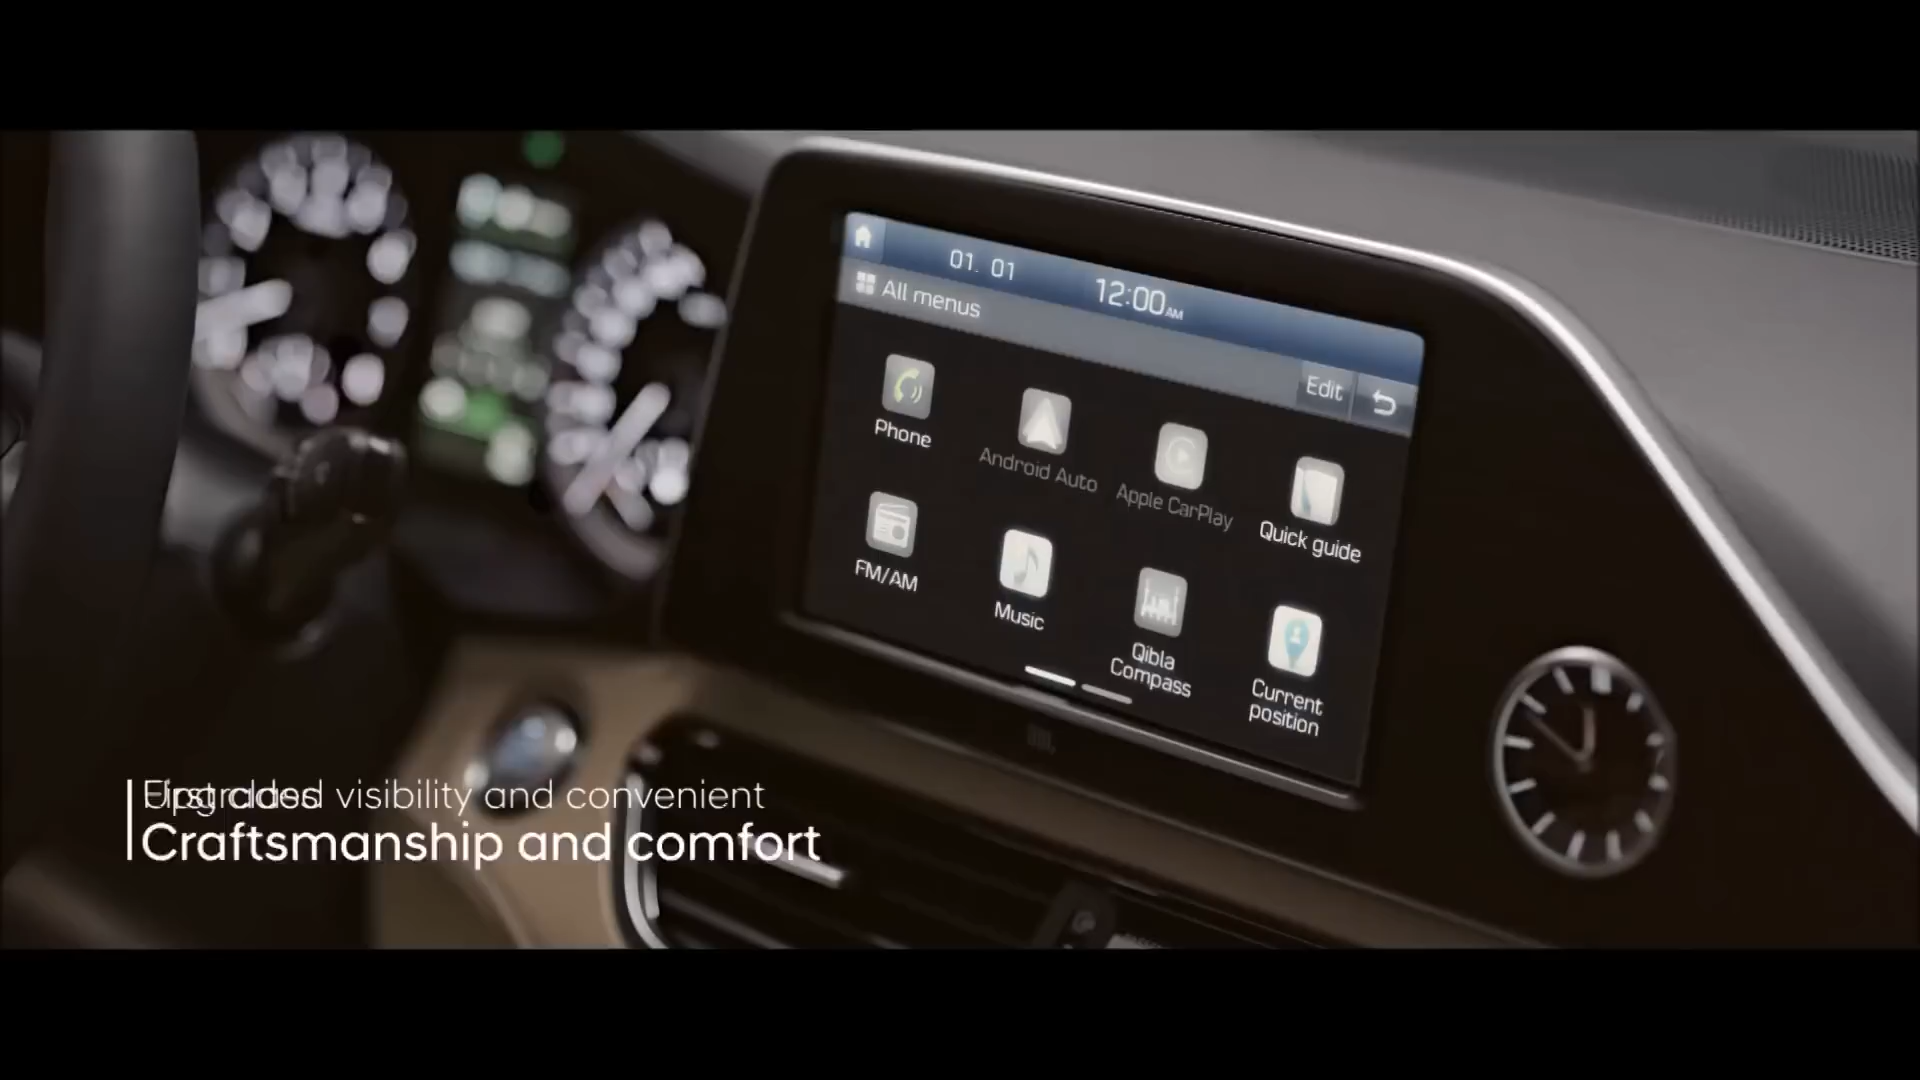 01. 01
12:00AM
All menus
Edit
Phone
Android Auto
Apple CarPlay
Quick guide
FM/AM
Music
Qibla
Compass
Current
position
visibility and convenient
Craftsmanship and comfort